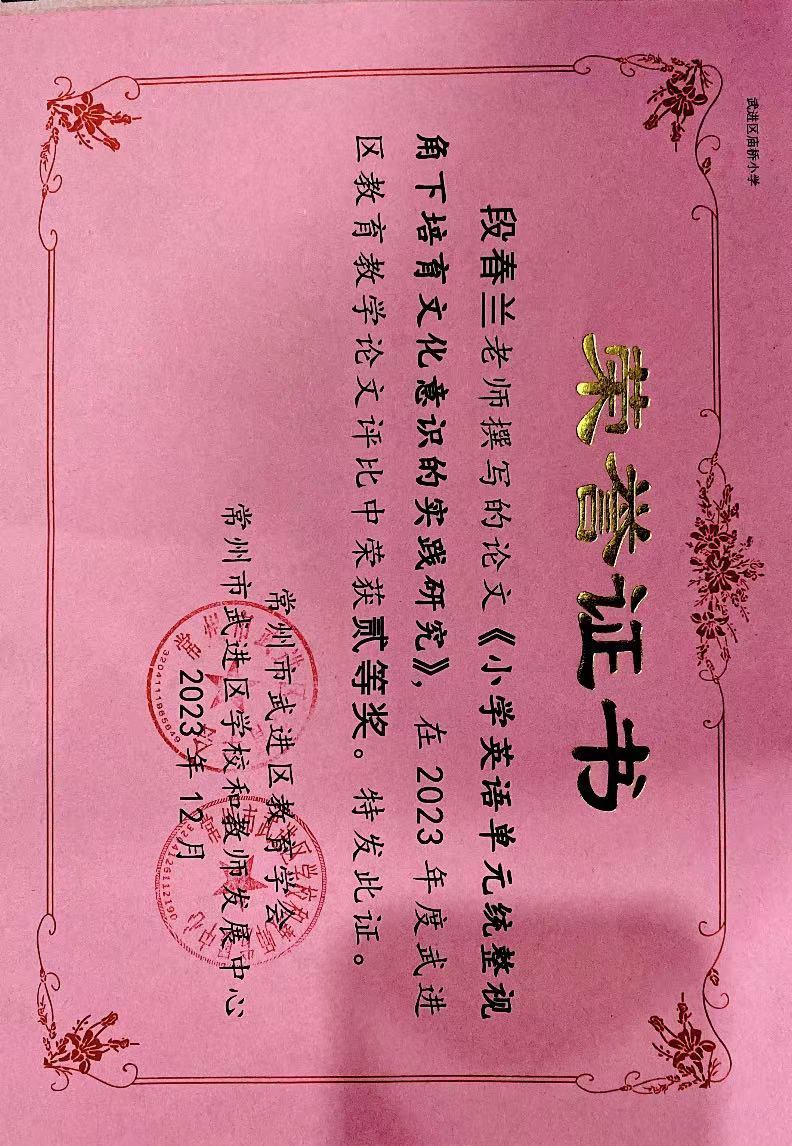 武进区庙桥小学
荣誉证书
段春兰老师撰写的论文《小学英语单元统整视
角下培育文化意识的实践研究》，在 2023 年度武进
区教育教学论文评比中荣获贰等奖。特发此证。
常州市武进区教育学会
常州市武进区学校和教师发展中心
2023年 12月